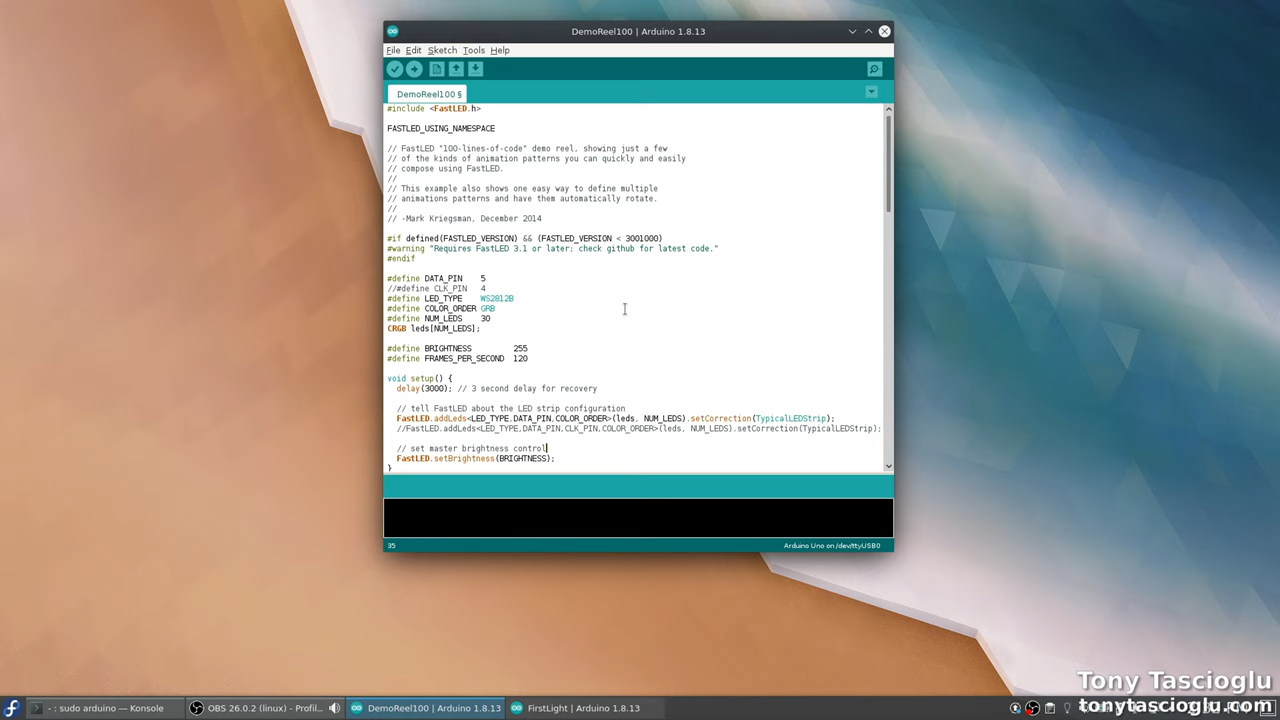 DemoReel100 | Arduino 1.8.13
File Edit Sketch Tools Help
DemoReel100 §
#include <FastLED.h>
FASTLED_USING_NAMESPACE
// FastLED "100-lines-of-code" demo reel, showing just a few
// of the kinds of animation patterns you can quickly and easily
// compose using FastLED.
//
// This example also shows one easy way to define multiple
// animations patterns and have them automatically rotate.
//
// -Mark Kriegsman, December 2014
#if defined(FASTLED_VERSION) && (FASTLED_VERSION < 3001000)
#warning "Requires FastLED 3.1 or later; check github for latest code."
#endif
#define DATA_PIN    5
//#define CLK_PIN   4
#define LED_TYPE    WS2812B
#define COLOR_ORDER GRB
#define NUM_LEDS    30
CRGB leds[NUM_LEDS];
#define BRIGHTNESS         255
#define FRAMES_PER_SECOND  120
void setup() {
delay(3000); // 3 second delay for recovery
// tell FastLED about the LED strip configuration
FastLED.addLeds<LED_TYPE,DATA_PIN,COLOR_ORDER>(leds, NUM_LEDS).setCorrection(TypicalLEDStrip);
//FastLED.addLeds<LED_TYPE,DATA_PIN,CLK_PIN,COLOR_ORDER>(leds, NUM_LEDS).setCorrection(TypicalLEDStrip);
// set master brightness control
FastLED.setBrightness(BRIGHTNESS);
}
35 Arduino Uno on /dev/ttyUSB0
Tony Tascioglu
tonytascioglu.com
- : sudo arduino — Konsole OBS 26.0.2 (linux) - Profil... DemoReel100 | Arduino 1.8.13 FirstLight | Arduino 1.8.13